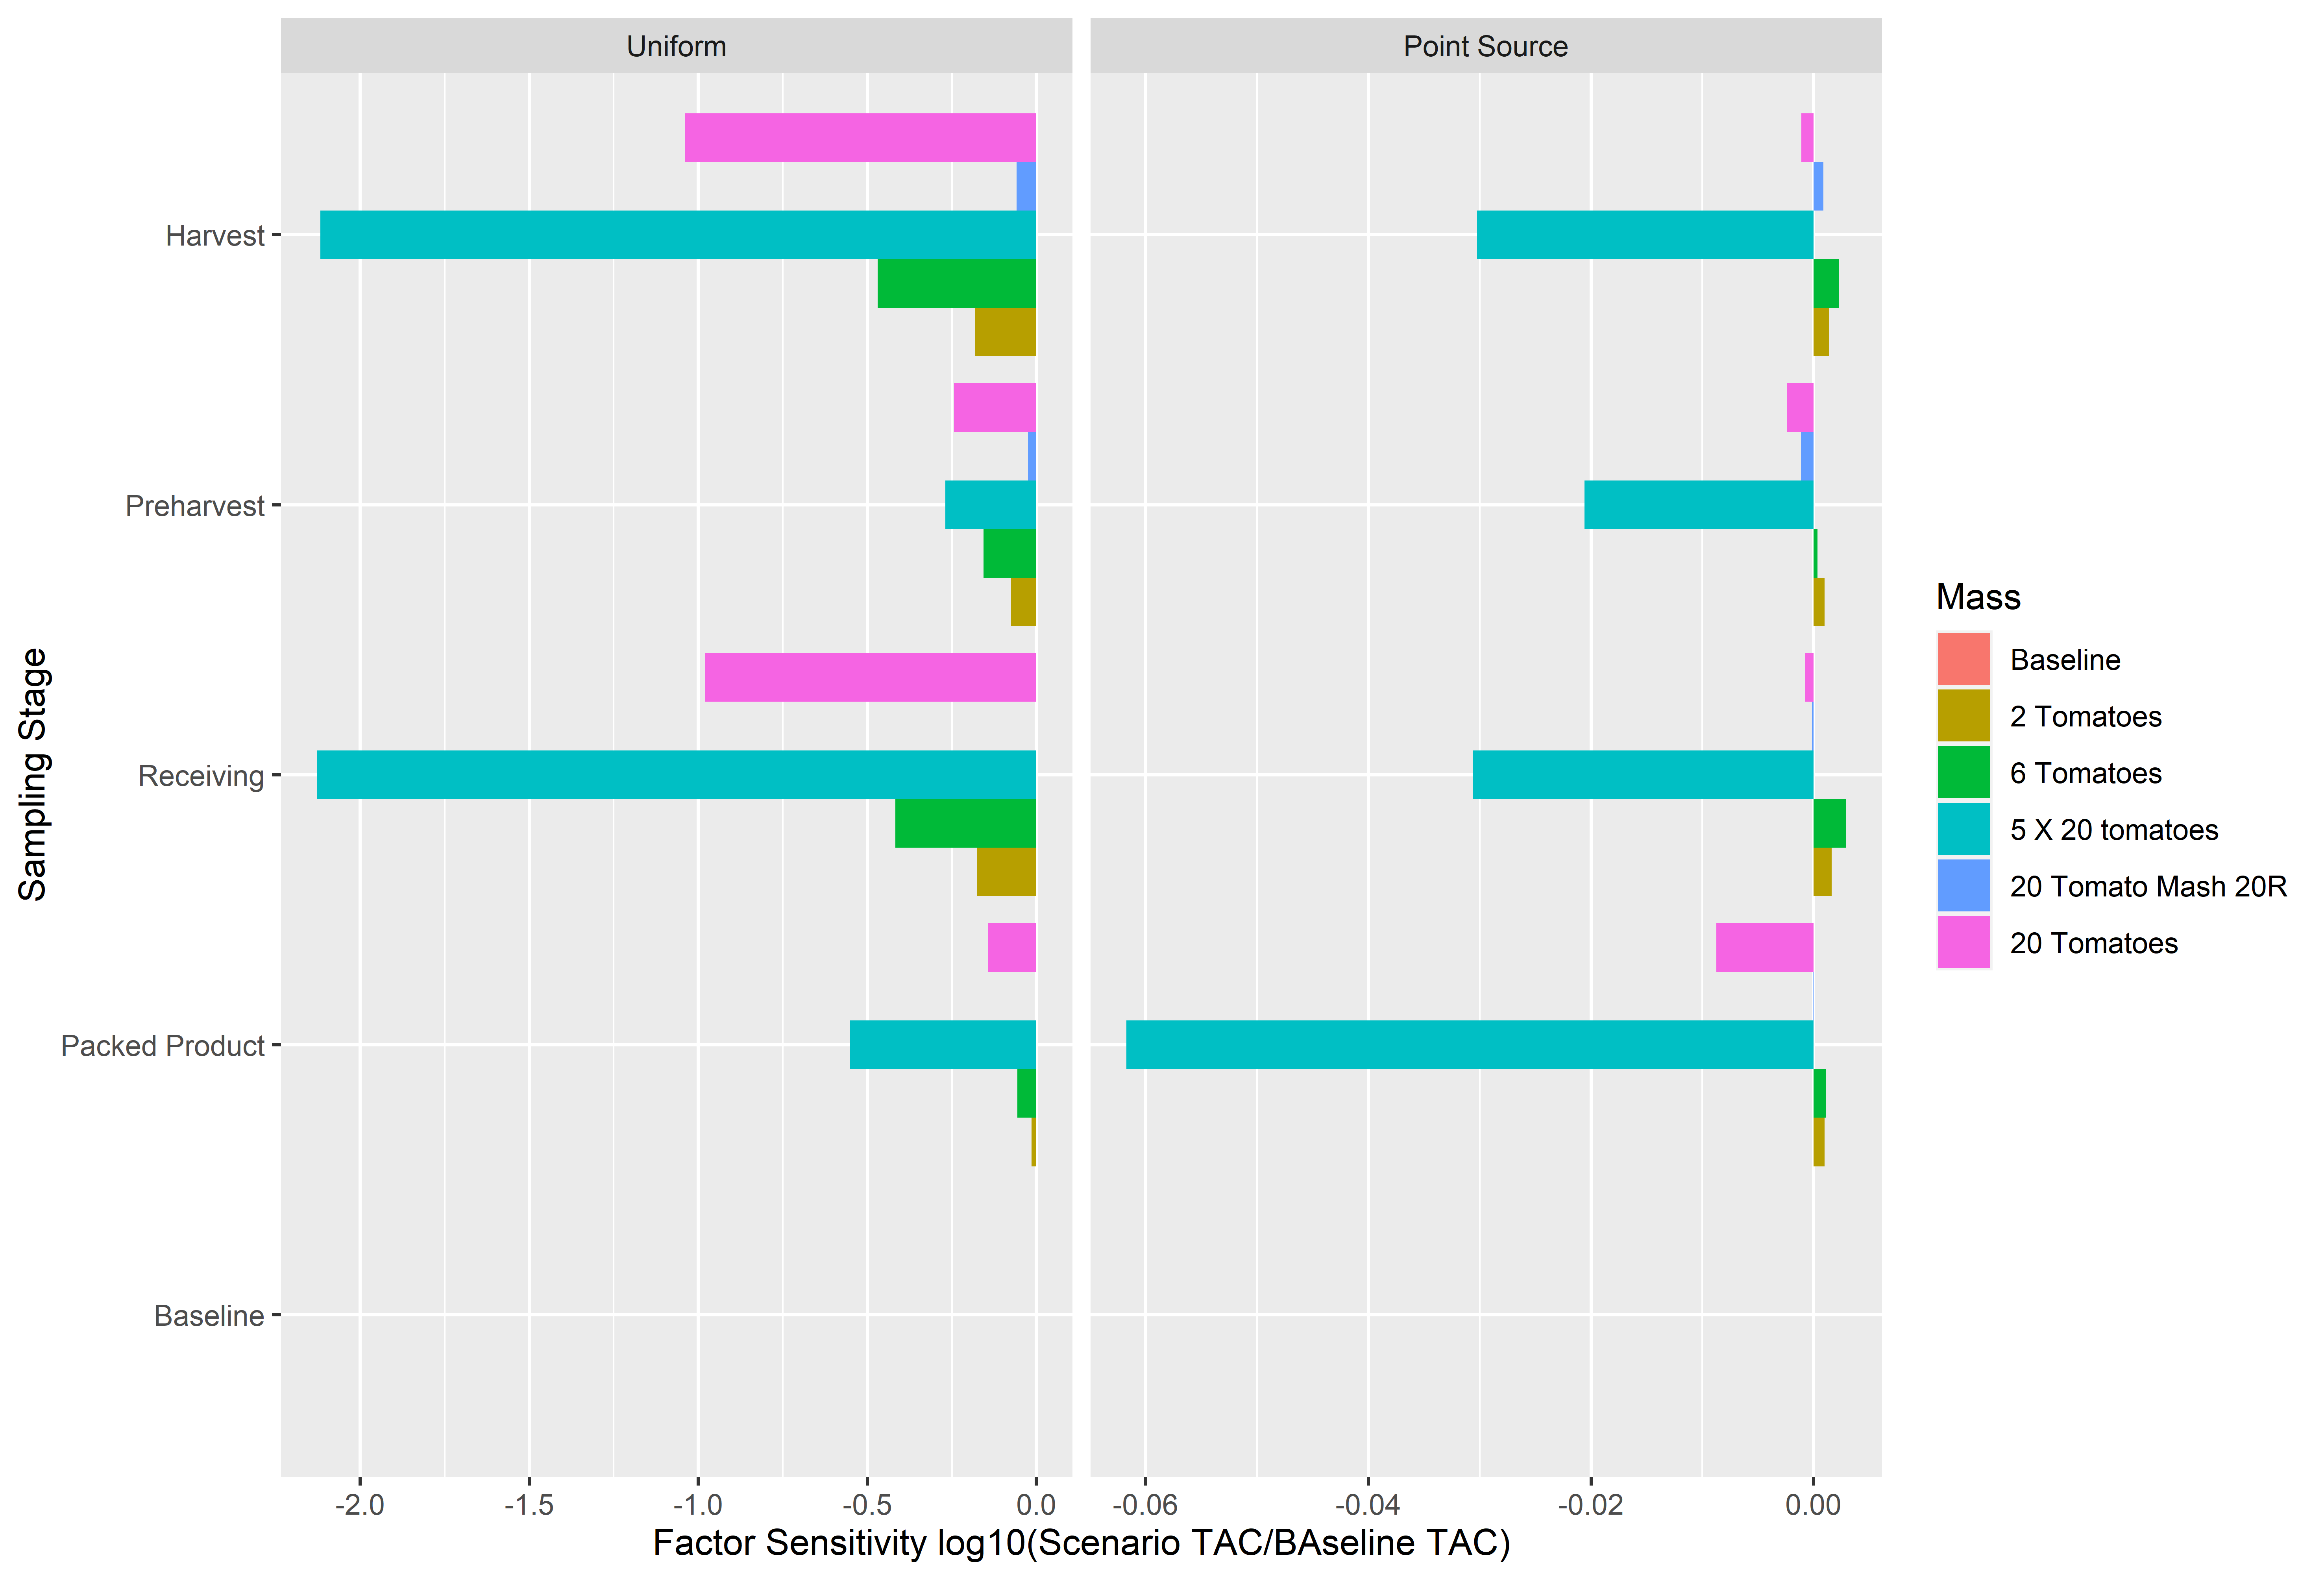 Uniform
Point Source
Sampling Stage
Harvest
Preharvest
Receiving
Packed Product
Baseline
-2.0 -1.5 -1.0 -0.5 0.0
-0.06 -0.04 -0.02 0.00
Factor Sensitivity log10(Scenario TAC/BAseline TAC)
Mass
Baseline
2 Tomatoes
6 Tomatoes
5 X 20 tomatoes
20 Tomato Mash 20R
20 Tomatoes